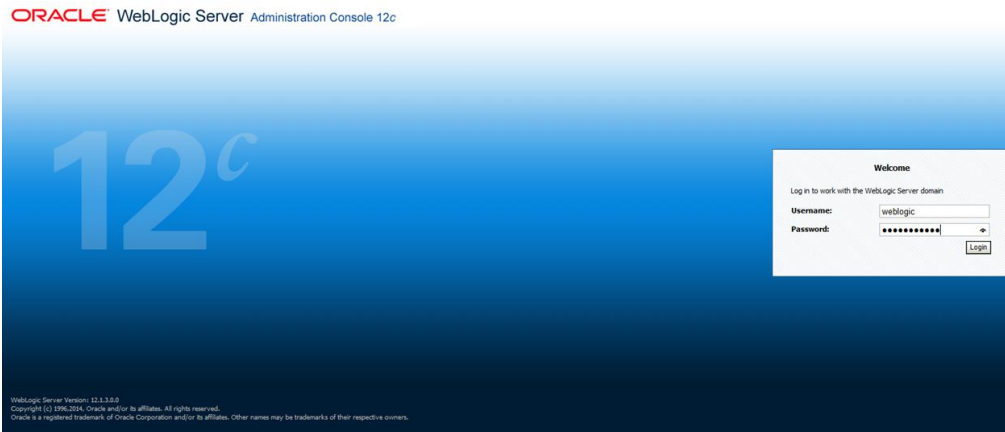 ORACLE WebLogic Server Administration Console 12c
12c
Welcome
Log in to work with the WebLogic Server domain
Username: weblogic
Password: •••••••••••
Login
WebLogic Server Version: 12.1.3.0.0
Copyright (c) 1996,2014, Oracle and/or its affiliates. All rights reserved.
Oracle is a registered trademark of Oracle Corporation and/or its affiliates. Other names may be trademarks of their respective owners.